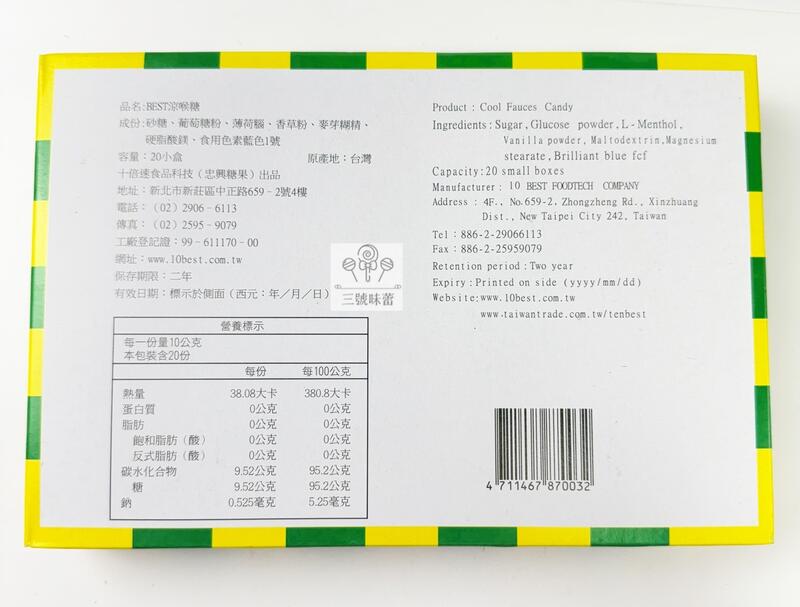 品名:BEST涼喉糖
成份:砂糖、葡萄糖粉、薄荷腦、香草粉、麥芽糊精、
硬脂酸鎂、食用色素藍色1號
容量：20小盒 原產地：台灣
十倍速食品科技（忠興糖果）出品
地址：新北市新莊區中正路659-2號4樓
電話：（02）2906-6113
傳真：（02）2595-9079
工廠登記證：99-611170-00
網址：www.10best.com.tw
保存期限：二年
有效日期：標示於側面（西元：年／月／日）
三號味蕾
營養標示
每一份量10公克
本包裝含20份
每份 每100公克
熱量 38.08大卡 380.8大卡
蛋白質 0公克 0公克
脂肪 0公克 0公克
飽和脂肪（酸） 0公克 0公克
反式脂肪（酸） 0公克 0公克
碳水化合物 9.52公克 95.2公克
糖 9.52公克 95.2公克
鈉 0.525毫克 5.25毫克
Product : Cool Fauces Candy
Ingredients: Sugar, Glucose powder, L-Menthol,
Vanilla powder, Maltodextrin,Magnesium
stearate, Brilliant blue fcf
Capacity:20 small boxes
Manufacturer : 10 BEST FOODTECH COMPANY
Address : 4F., No.659-2, Zhongzheng Rd., Xinzhuang
Dist., New Taipei City 242, Taiwan
Tel : 886-2-29066113
Fax : 886-2-25959079
Retention period : Two year
Expiry: Printed on side (yyyy/mm/dd)
Website:www.10best.com.tw
www.taiwantrade.com.tw/tenbest
4 711467 870032